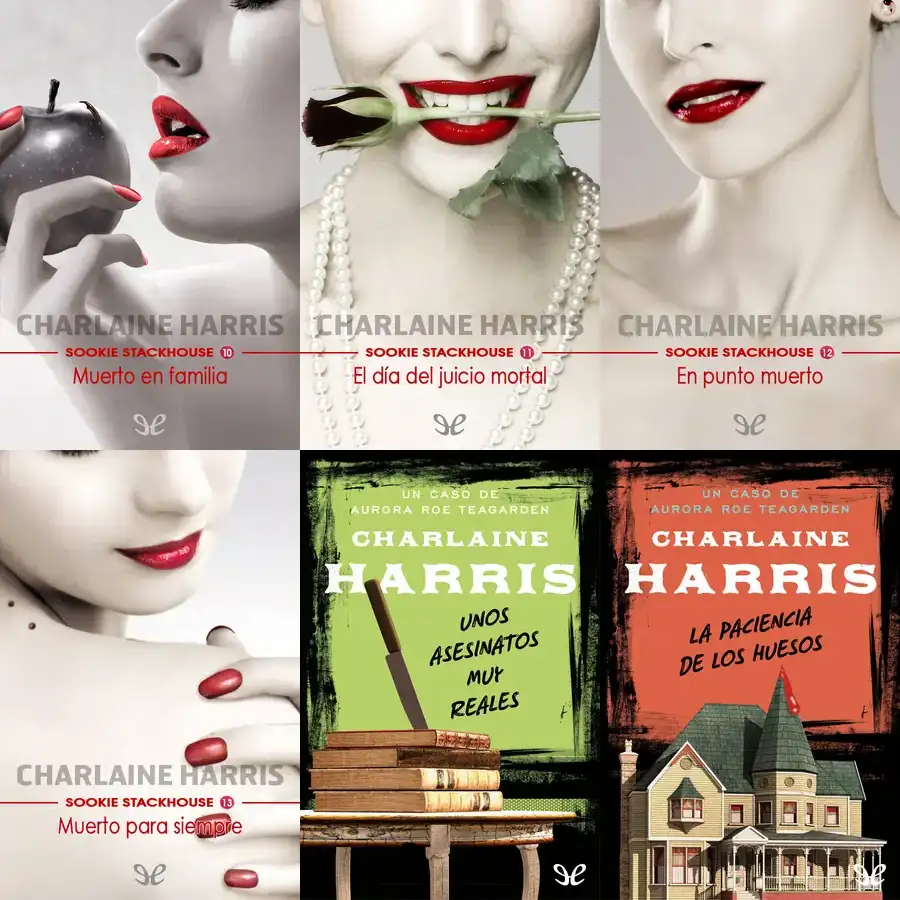 CHARLAINE HARRIS
SOOKIE STACKHOUSE 10
Muerto en familia
CHARLAINE HARRIS
SOOKIE STACKHOUSE 11
El día del juicio mortal
CHARLAINE HARRIS
SOOKIE STACKHOUSE 12
En punto muerto
CHARLAINE HARRIS
SOOKIE STACKHOUSE 13
Muerto para siempre
UN CASO DE
AURORA ROE TEAGARDEN
CHARLAINE
HARRIS
UNOS
ASESINATOS
MUY
REALES
UN CASO DE
AURORA ROE TEAGARDEN
CHARLAINE
HARRIS
LA PACIENCIA
DE LOS HUESOS